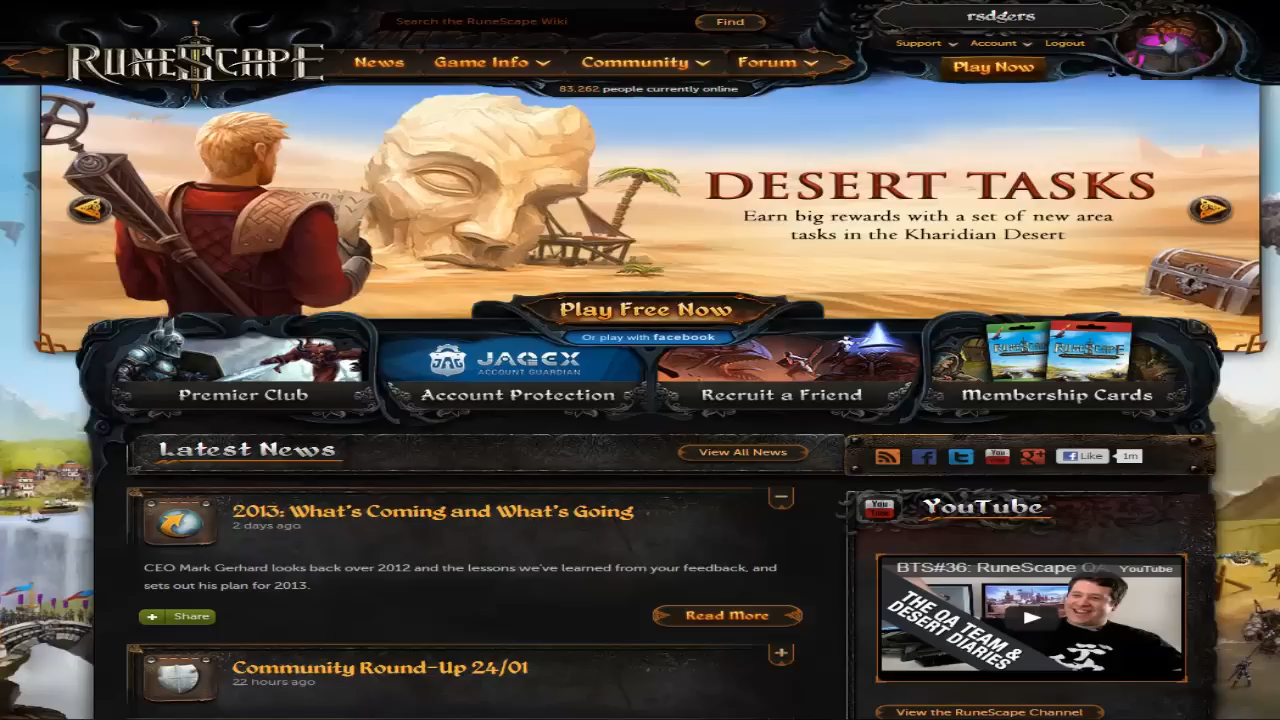 Search the RuneScape Wiki
Find
rsdgers
Support
Account
Logout
RUNESCAPE
News
Game Info
Community
Forum
Play Now
83,262 people currently online
DESERT TASKS
Earn big rewards with a set of new area
tasks in the Kharidian Desert
Play Free Now
Or play with facebook
JAGEX
ACCOUNT GUARDIAN
RUNESCAPE
RUNESCAPE
Premier Club
Account Protection
Recruit a Friend
Membership Cards
Latest News
View All News
You
Like
1m
2013: What's Coming and What's Going
2 days ago
CEO Mark Gerhard looks back over 2012 and the lessons we've learned from your feedback, and
sets out his plan for 2013.
Share
Read More
Community Round-Up 24/01
22 hours ago
You
Tube
YouTube
BTS#36: RuneScape QA
YouTube
THE QA TEAM &
DESERT DIARIES
View the RuneScape Channel